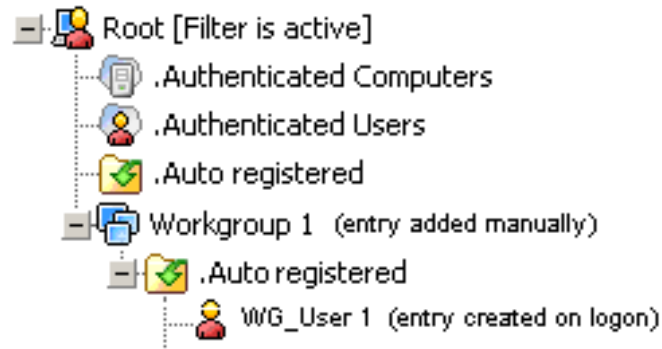 Root [Filter is active]
.Authenticated Computers
.Authenticated Users
.Auto registered
Workgroup 1 (entry added manually)
.Auto registered
WG_User 1 (entry created on logon)